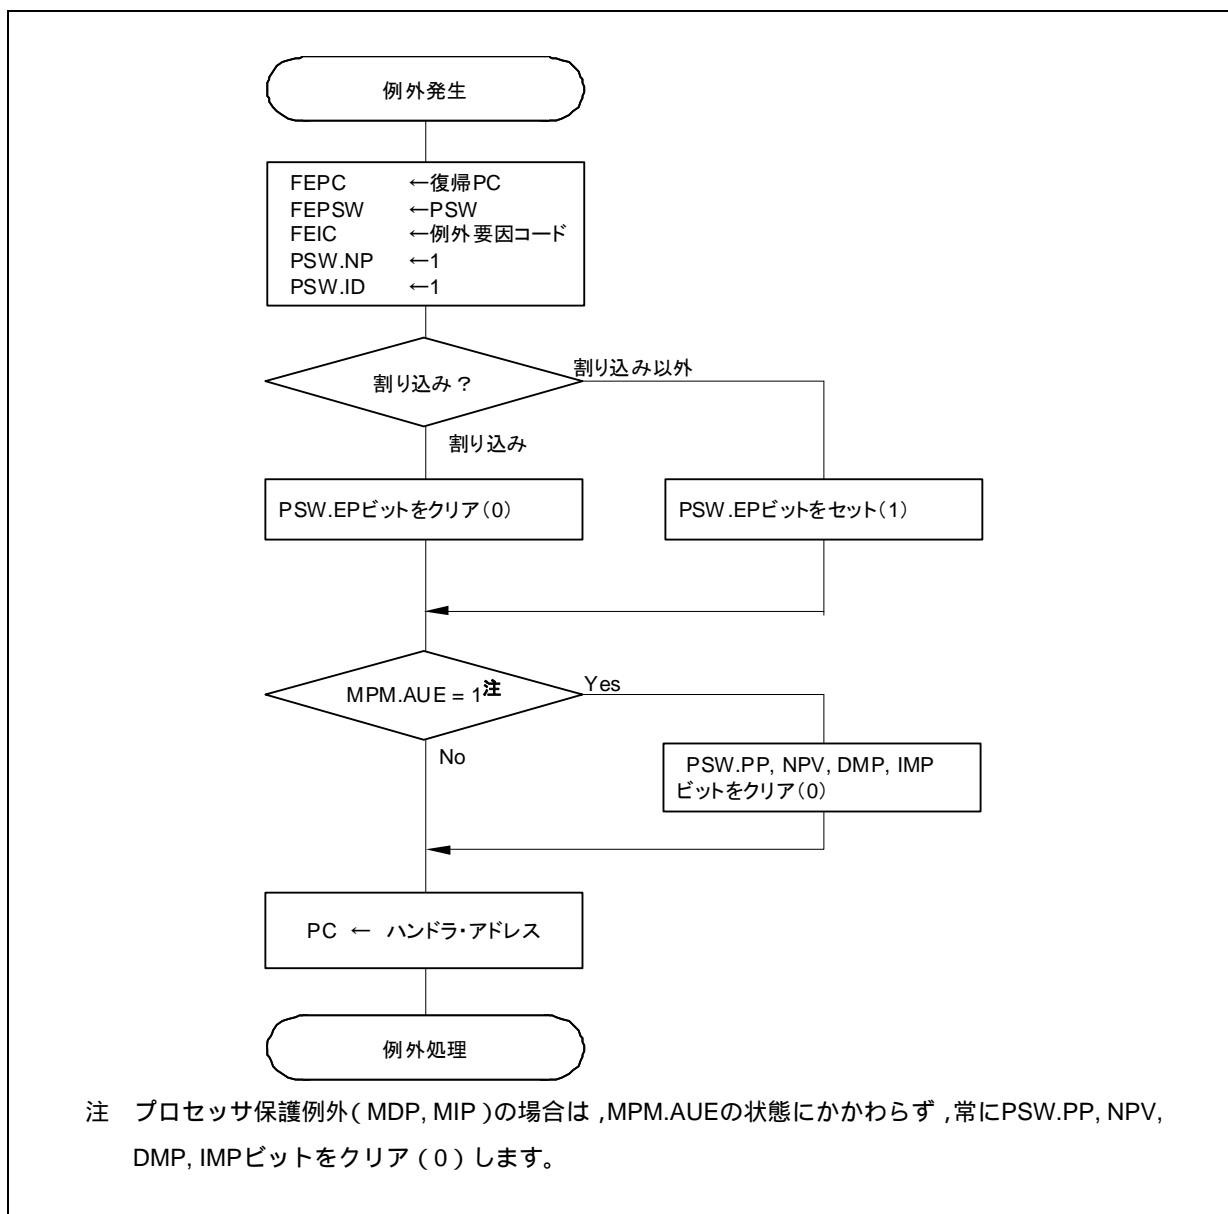 例外発生
FEPC ←復帰PC
FEPSW ←PSW
FEIC ←例外要因コード
PSW.NP ←1
PSW.ID ←1
割り込み？
割り込み以外
割り込み
PSW.EPビットをクリア（0）
PSW.EPビットをセット（1）
MPM.AUE = 1注
Yes
No
PSW.PP, NPV, DMP, IMP
ビットをクリア（0）
PC ← ハンドラ・アドレス
例外処理
注 プロセッサ保護例外（MDP, MIP）の場合は，MPM.AUEの状態にかかわらず，常にPSW.PP, NPV,
DMP, IMPビットをクリア（0）します。